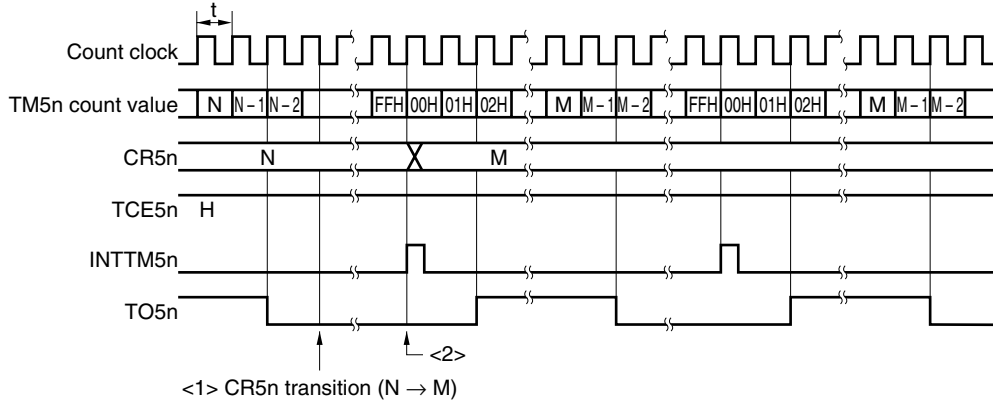 t
Count clock
TM5n count value N N – 1 N – 2 FFH 00H 01H 02H M M – 1 M – 2 FFH 00H 01H 02H M M – 1 M – 2
CR5n N M
TCE5n H
INTTM5n
TO5n
<2>
<1> CR5n transition (N → M)